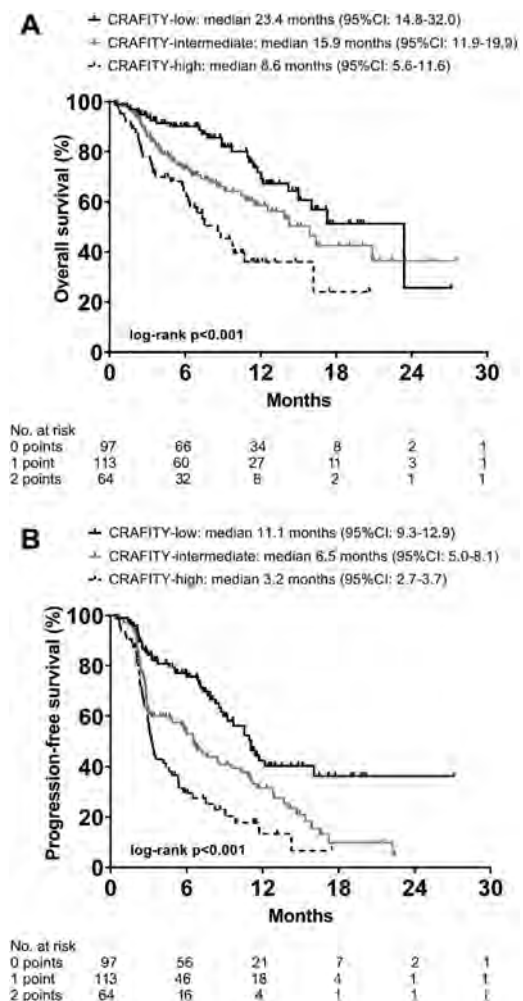 A
CRAFITY-low: median 23.4 months (95%CI: 14.8-32.0)
CRAFITY-intermediate: median 15.9 months (95%CI: 11.9-19.9)
CRAFITY-high: median 8.6 months (95%CI: 5.6-11.6)
100
80
60
40
20
0
Overall survival (%)
log-rank p<0.001
0 6 12 18 24 30
Months
No. at risk
0 points 97 66 34 8 2 1
1 point 113 60 27 11 3 1
2 points 64 32 8 2 1 1
B
CRAFITY-low: median 11.1 months (95%CI: 9.3-12.9)
CRAFITY-intermediate: median 6.5 months (95%CI: 5.0-8.1)
CRAFITY-high: median 3.2 months (95%CI: 2.7-3.7)
100
80
60
40
20
0
Progression-free survival (%)
log-rank p<0.001
0 6 12 18 24 30
Months
No. at risk
0 points 97 56 21 7 2 1
1 point 113 46 18 4 1 1
2 points 64 16 4 1 1 1